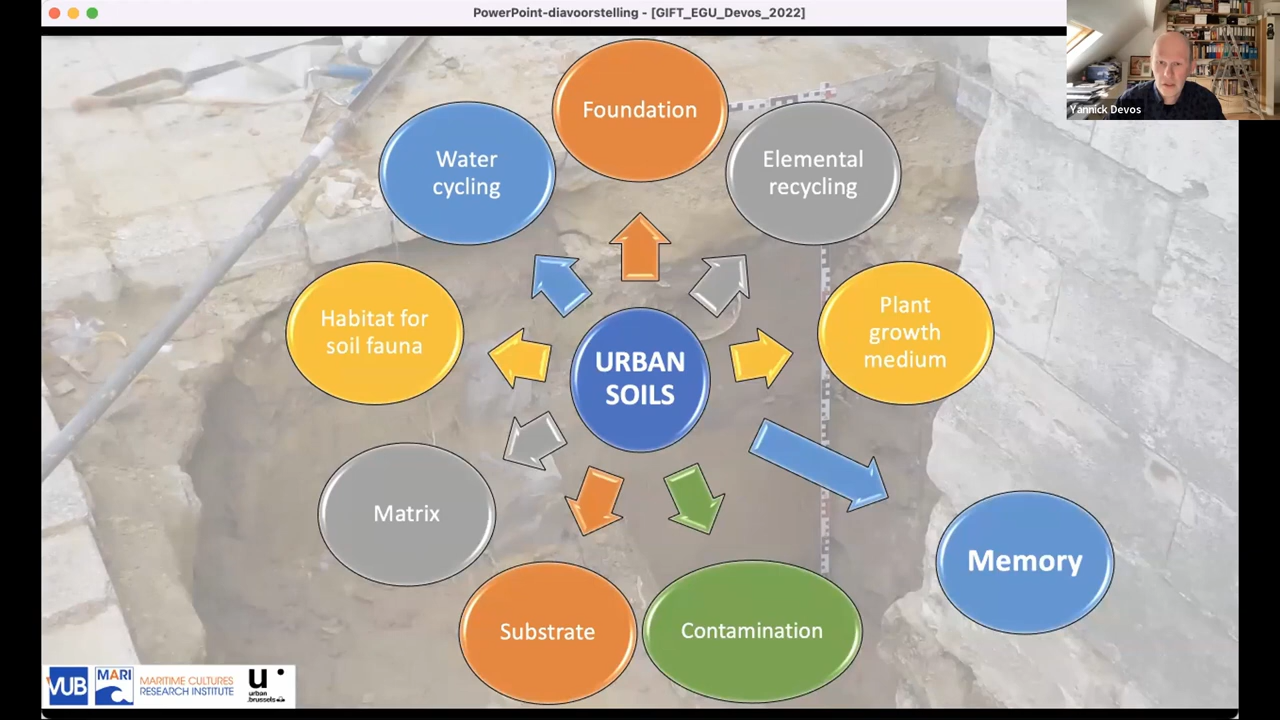 PowerPoint-diavoorstelling - [GIFT_EGU_Devos_2022]
Yannick Devos
Foundation
Water
cycling
Elemental
recycling
Habitat for
soil fauna
Plant
growth
medium
URBAN
SOILS
Matrix
Memory
Substrate
Contamination
VUB
MARI
MARITIME CULTURES
RESEARCH INSTITUTE
u
urban
.brussels